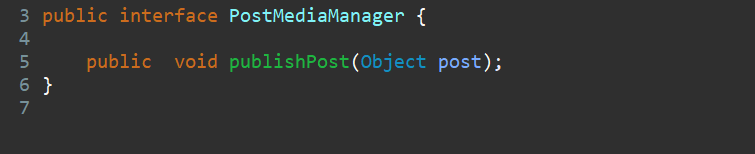 3 public interface PostMediaManager {
4
5     public  void publishPost(Object post);
6 }
7